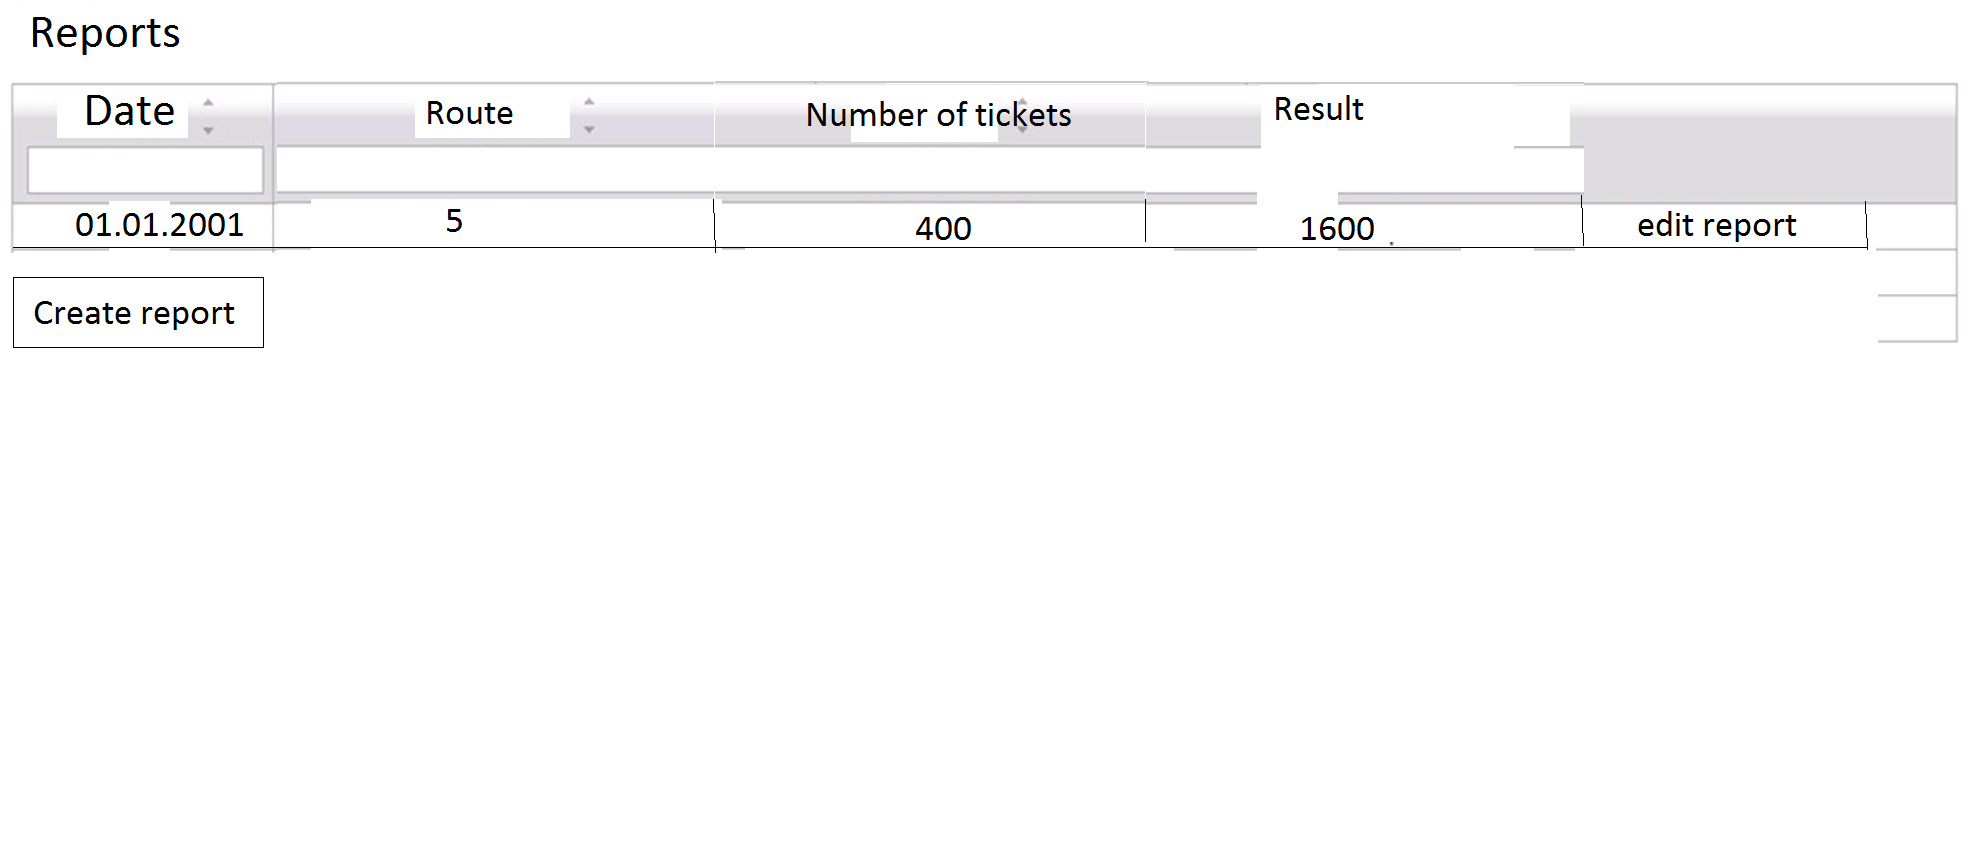 Reports
Date Route Number of tickets Result
01.01.2001 5 400 1600 edit report
Create report